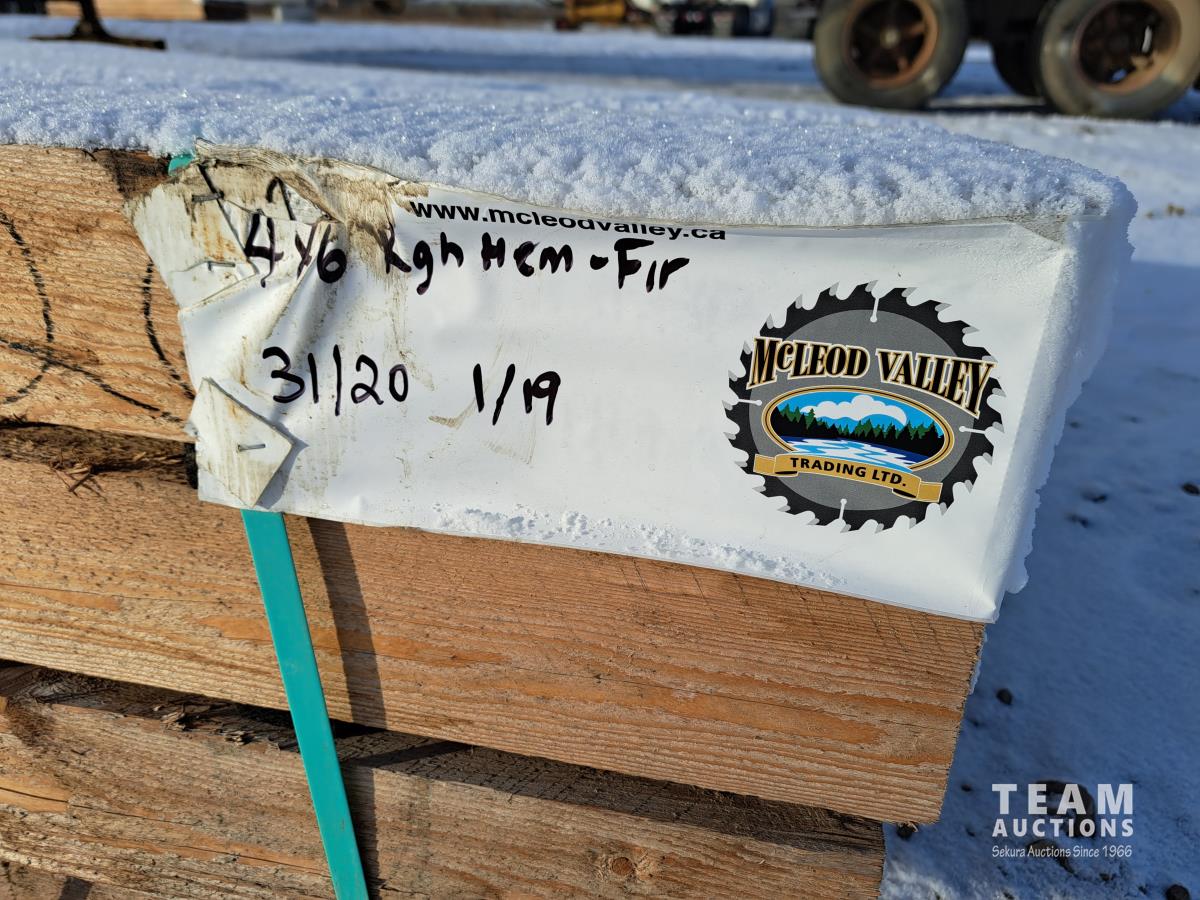 www.mcleodvalley.ca
4x6 Rgh Hem-Fir
31/20 1/19
MCLEOD VALLEY
TRADING LTD.
TEAM
AUCTIONS
Sekura Auctions Since 1966